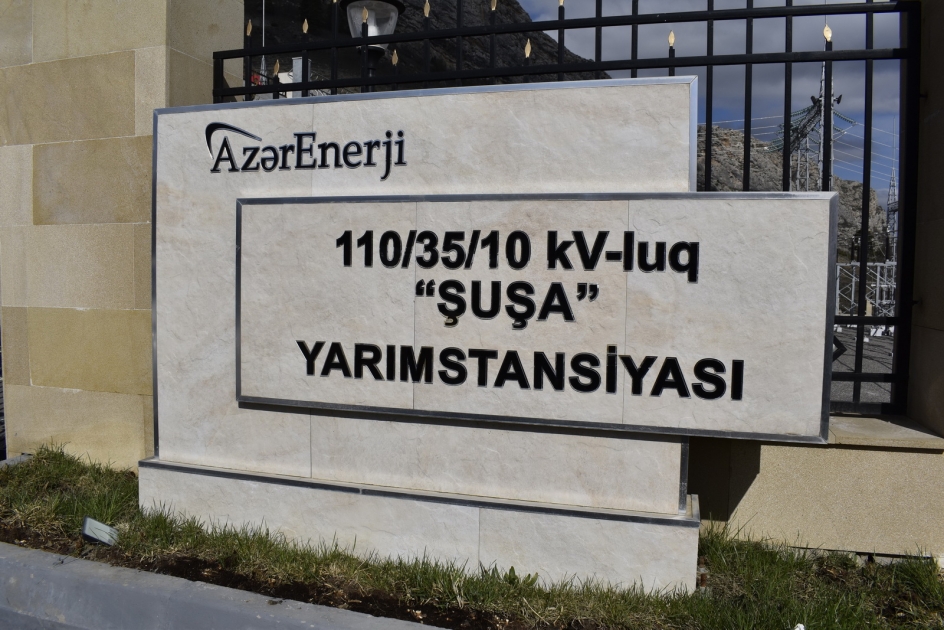 AzərEnerji
110/35/10 kV-luq
“ŞUŞA”
YARIMSTANSİYASI